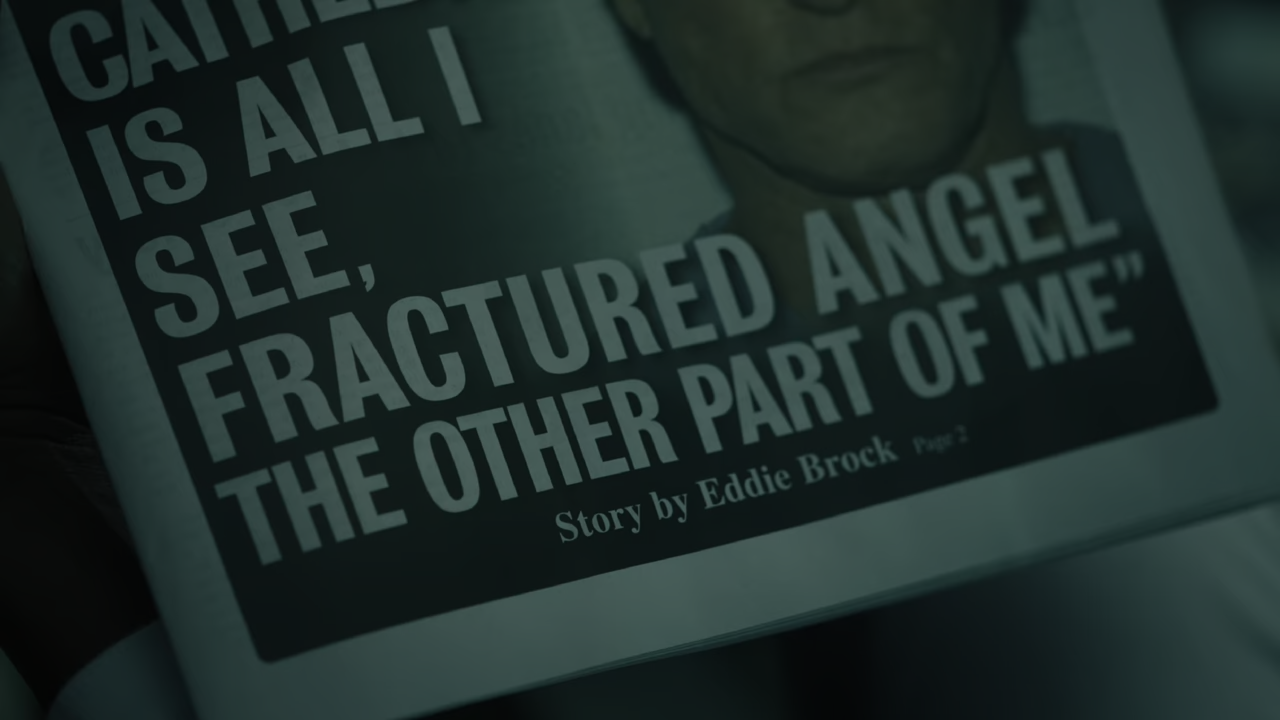 IS ALL I
SEE,
FRACTURED ANGEL
THE OTHER PART OF ME”
Story by Eddie Brock Page 2